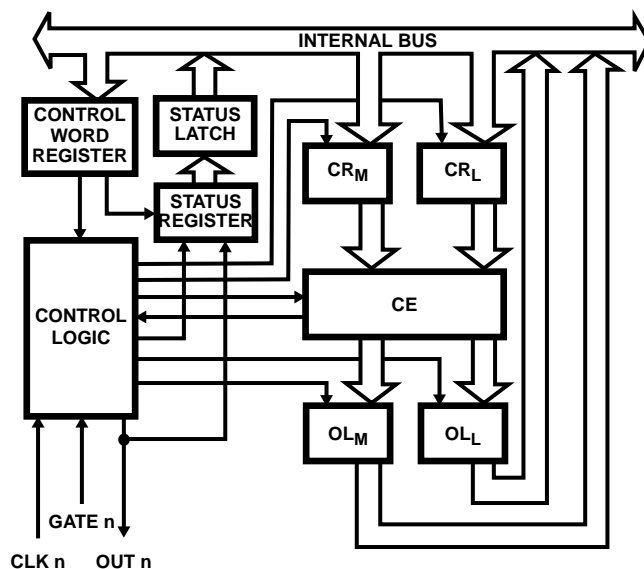 INTERNAL BUS
CONTROL
WORD
REGISTER
STATUS
LATCH
CRM
CRL
STATUS
REGISTER
CONTROL
LOGIC
CE
OLM
OLL
GATE n
CLK n
OUT n